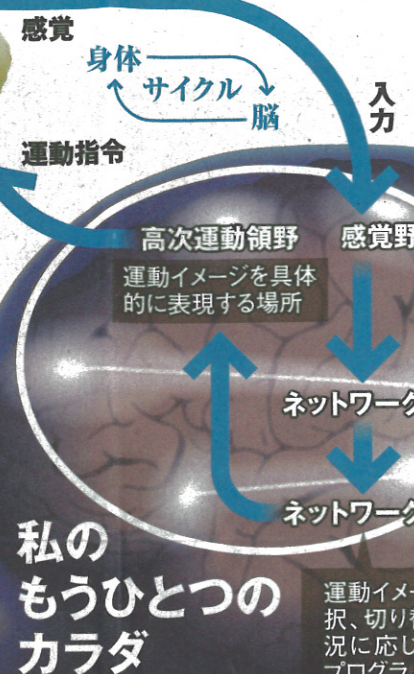 感覚
身体
サイクル
脳
入力
運動指令
高次運動領野
感覚野
運動イメージを具体
的に表現する場所
ネットワーク
ネットワーク
私の
もうひとつの
カラダ
運動イメ
択、切り替
況に応じ
プログラ